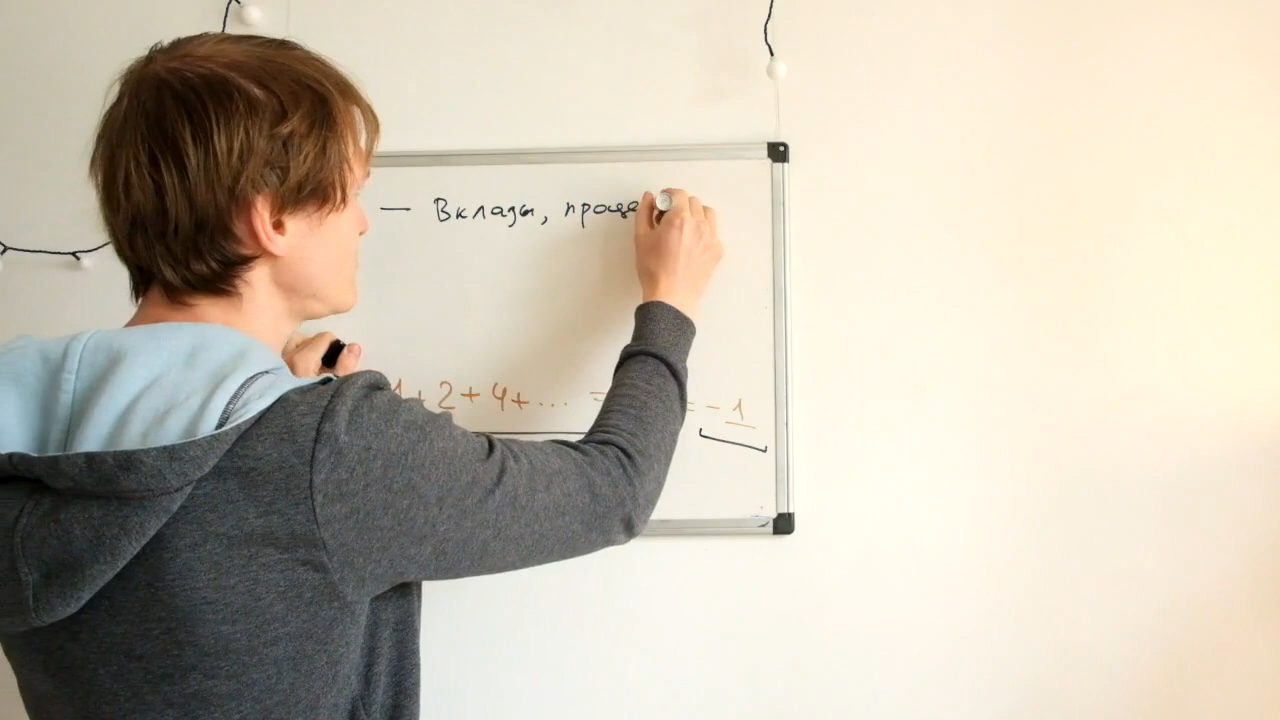 — Вклады, проце
1+2+4+... = = -1